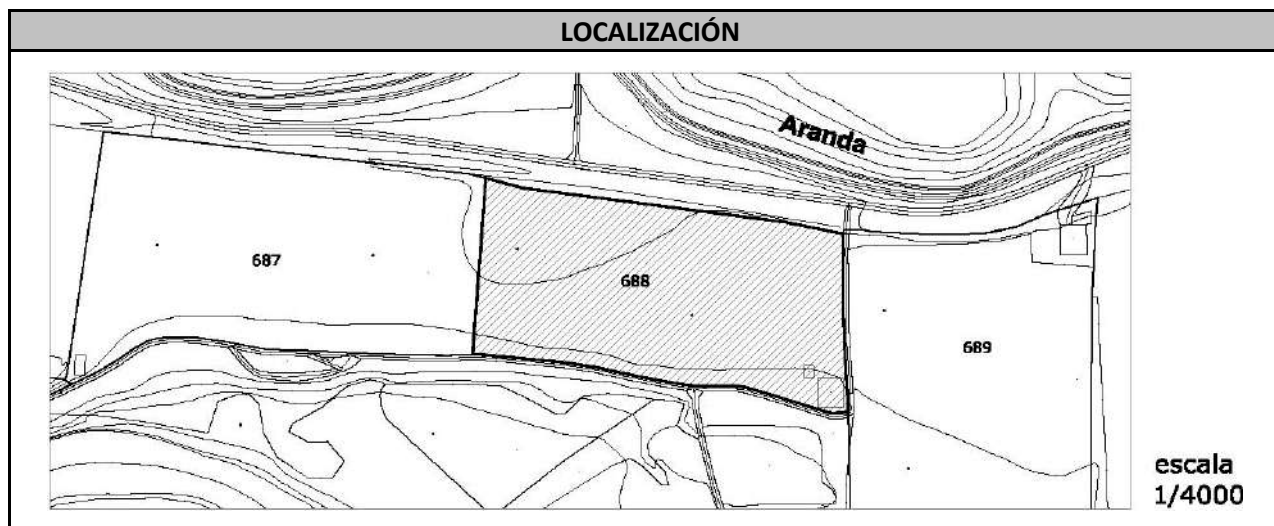 LOCALIZACIÓN
Aranda
687
688
689
escala
1/4000